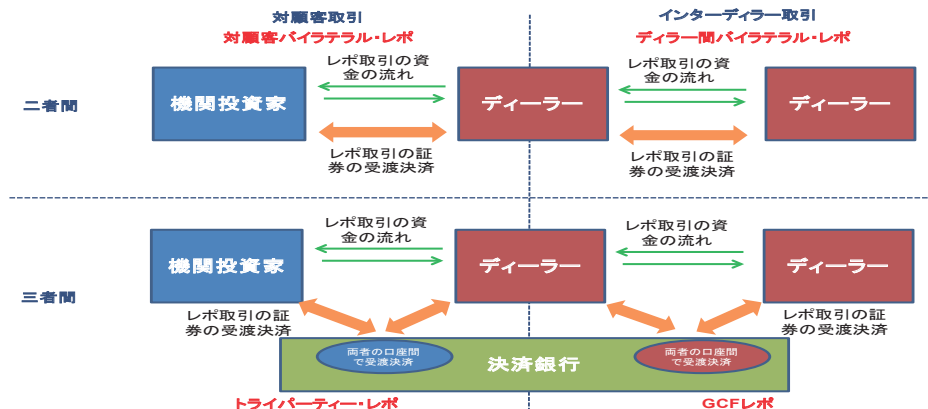 対顧客取引
インターディラー取引
対顧客バイラテラル・レポ
ディラー間バイラテラル・レポ
二者間
機関投資家
レポ取引の資
金の流れ
ディーラー
レポ取引の資
金の流れ
ディーラー
レポ取引の証
券の受渡決済
レポ取引の証
券の受渡決済
三者間
機関投資家
レポ取引の資
金の流れ
ディーラー
レポ取引の資
金の流れ
ディーラー
レポ取引の証
券の受渡決済
レポ取引の証
券の受渡決済
両者の口座間
で受渡決済
決済銀行
両者の口座間
で受渡決済
トライパーティー・レポ
GCFレポ